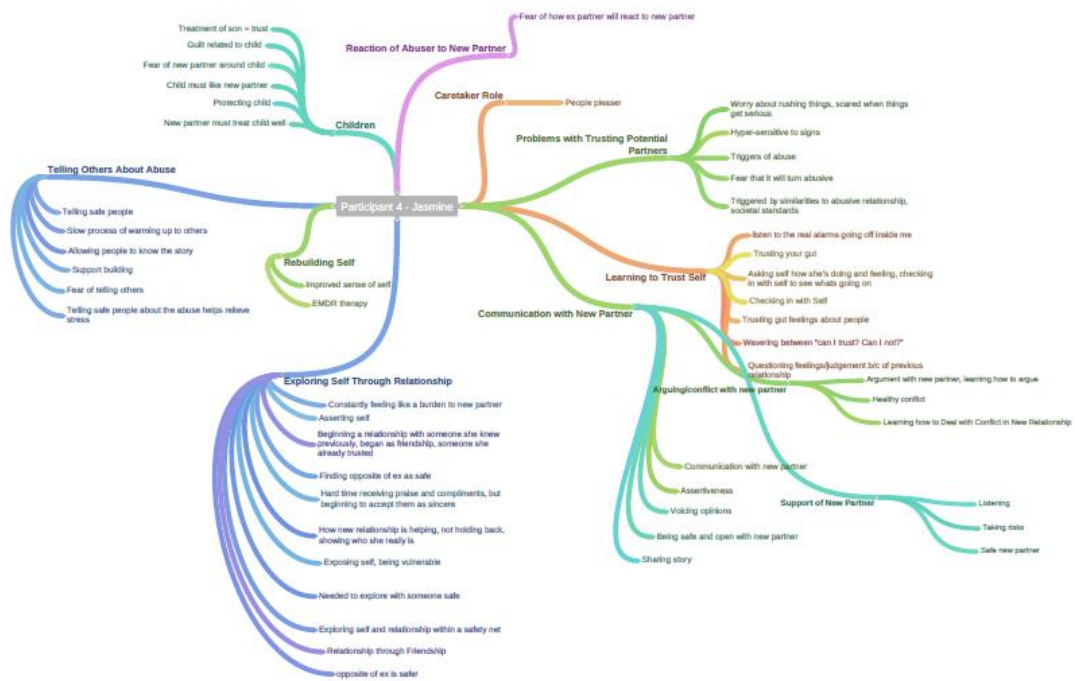 Participant 4 - Jasmine
Children
Treatment of son = trust
Guilt related to child
Fear of new partner around child
Child must like new partner
Protecting child
New partner must treat child well
Reaction of Abuser to New Partner
Fear of how ex partner will react to new partner
Caretaker Role
People pleaser
Problems with Trusting Potential
Partners
Worry about rushing things, scared when things
get serious
Hyper-sensitive to signs
Triggers of abuse
Fear that it will turn abusive
Triggered by similarities to abusive relationship,
societal standards
Telling Others About Abuse
Telling safe people
Slow process of warming up to others
Allowing people to know the story
Support building
Fear of telling others
Telling safe people about the abuse helps relieve
stress
Rebuilding Self
Improved sense of self
EMDR therapy
Learning to Trust Self
listen to the real alarms going off inside me
Trusting your gut
Asking self how she's doing and feeling, checking
in with self to see whats going on
Checking in with Self
Trusting gut feelings about people
Wavering between "can I trust? Can I not?"
Questioning feelings/judgement b/c of previous
relationship
Communication with New Partner
Arguing/conflict with new partner
Argument with new partner, learning how to argue
Healthy conflict
Learning how to Deal with Conflict in New Relationship
Communication with new partner
Assertiveness
Voicing opinions
Being safe and open with new partner
Sharing story
Support of New Partner
Listening
Taking risks
Safe new partner
Exploring Self Through Relationship
Constantly feeling like a burden to new partner
Asserting self
Beginning a relationship with someone she knew
previously, began as friendship, someone she
already trusted
Finding opposite of ex as safe
Hard time receiving praise and compliments, but
beginning to accept them as sincere
How new relationship is helping, not holding back,
showing who she really is
Exposing self, being vulnerable
Needed to explore with someone safe
Exploring self and relationship within a safety net
Relationship through Friendship
opposite of ex is safer